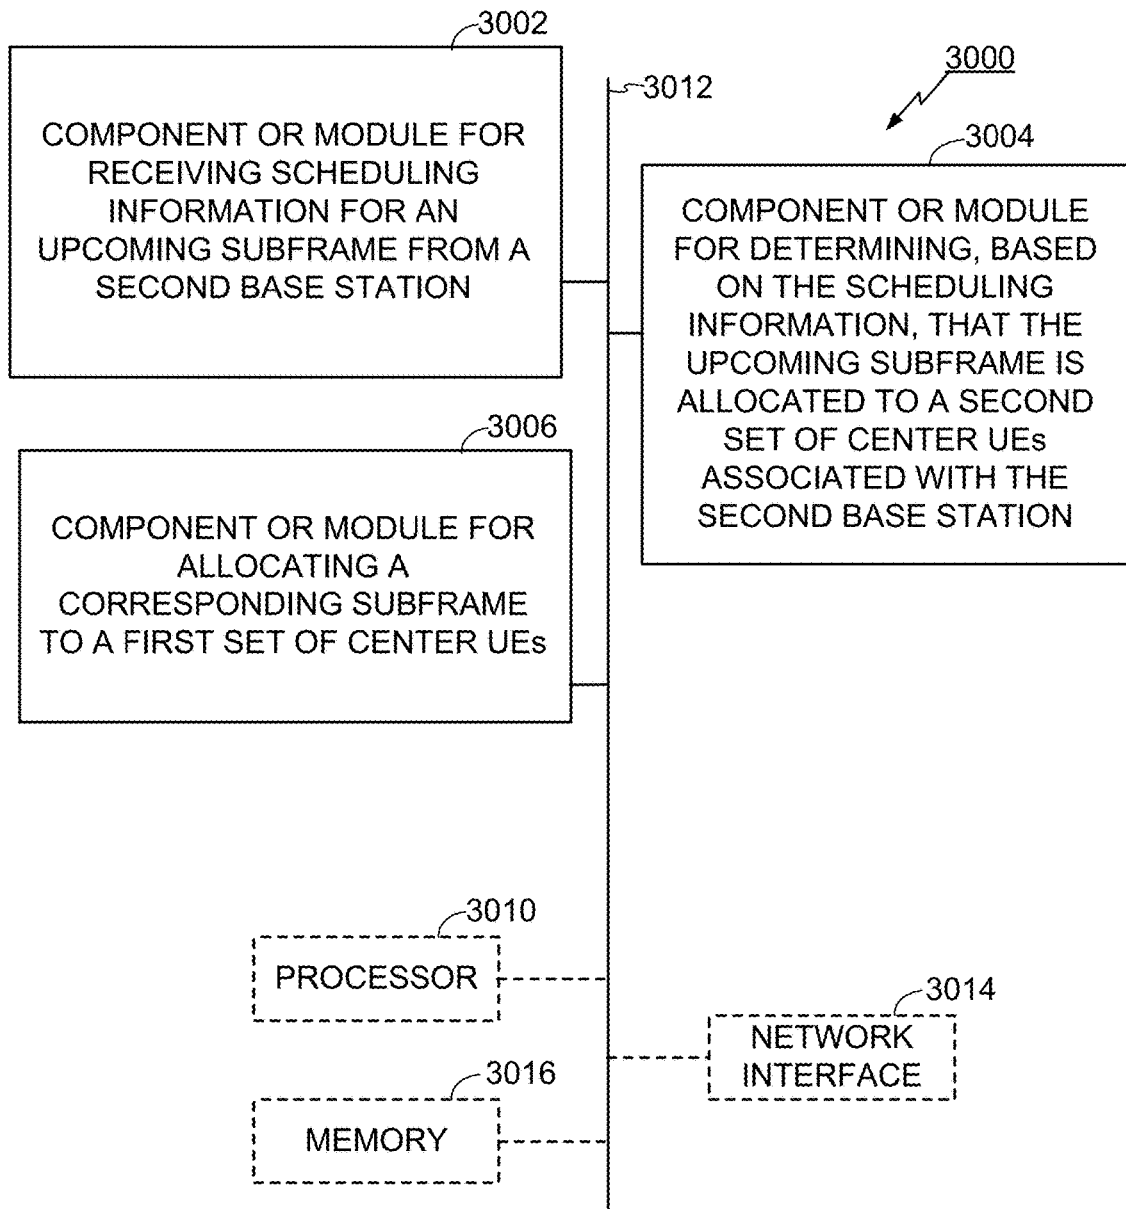 3002
COMPONENT OR MODULE FOR
RECEIVING SCHEDULING
INFORMATION FOR AN
UPCOMING SUBFRAME FROM A
SECOND BASE STATION
3012
3000
3004
COMPONENT OR MODULE
FOR DETERMINING, BASED
ON THE SCHEDULING
INFORMATION, THAT THE
UPCOMING SUBFRAME IS
ALLOCATED TO A SECOND
SET OF CENTER UEs
ASSOCIATED WITH THE
SECOND BASE STATION
3006
COMPONENT OR MODULE FOR
ALLOCATING A
CORRESPONDING SUBFRAME
TO A FIRST SET OF CENTER UEs
3010
PROCESSOR
3014
NETWORK
INTERFACE
3016
MEMORY